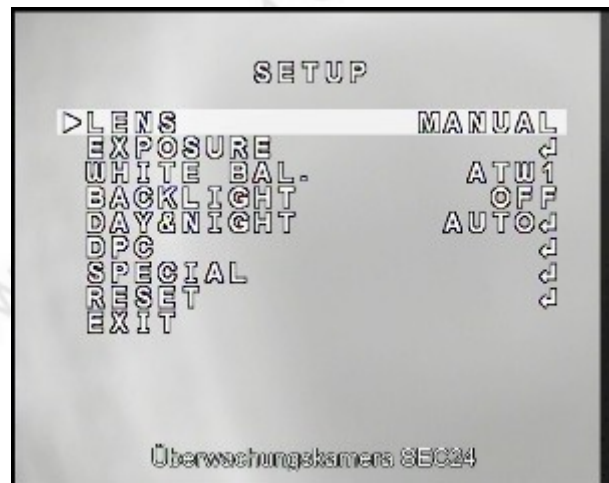 SETUP
▷LENS MANUAL
EXPOSURE ↲
WHITE BAL. ATW1
BACKLIGHT OFF
DAY&NIGHT AUTO↲
DPC ↲
SPECIAL ↲
RESET ↲
EXIT
Überwachungskamera SEC24